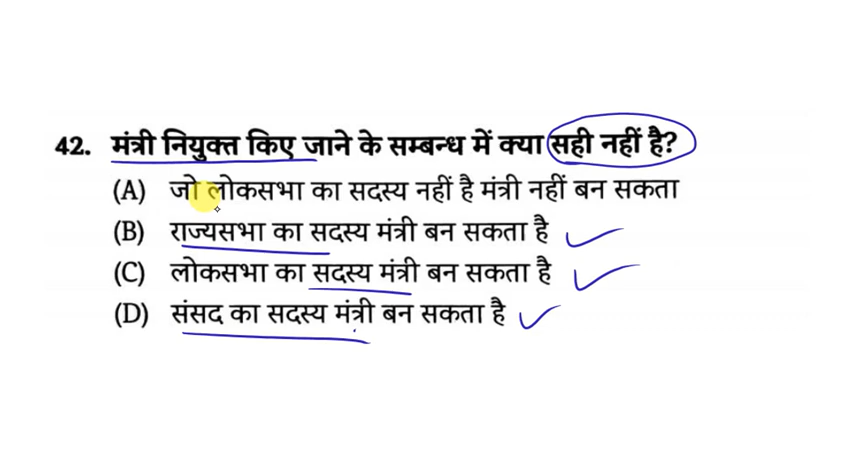 42. मंत्री नियुक्त किए जाने के सम्बन्ध में क्या सही नहीं है?
(A) जो लोकसभा का सदस्य नहीं है मंत्री नहीं बन सकता
(B) राज्यसभा का सदस्य मंत्री बन सकता है
(C) लोकसभा का सदस्य मंत्री बन सकता है
(D) संसद का सदस्य मंत्री बन सकता है